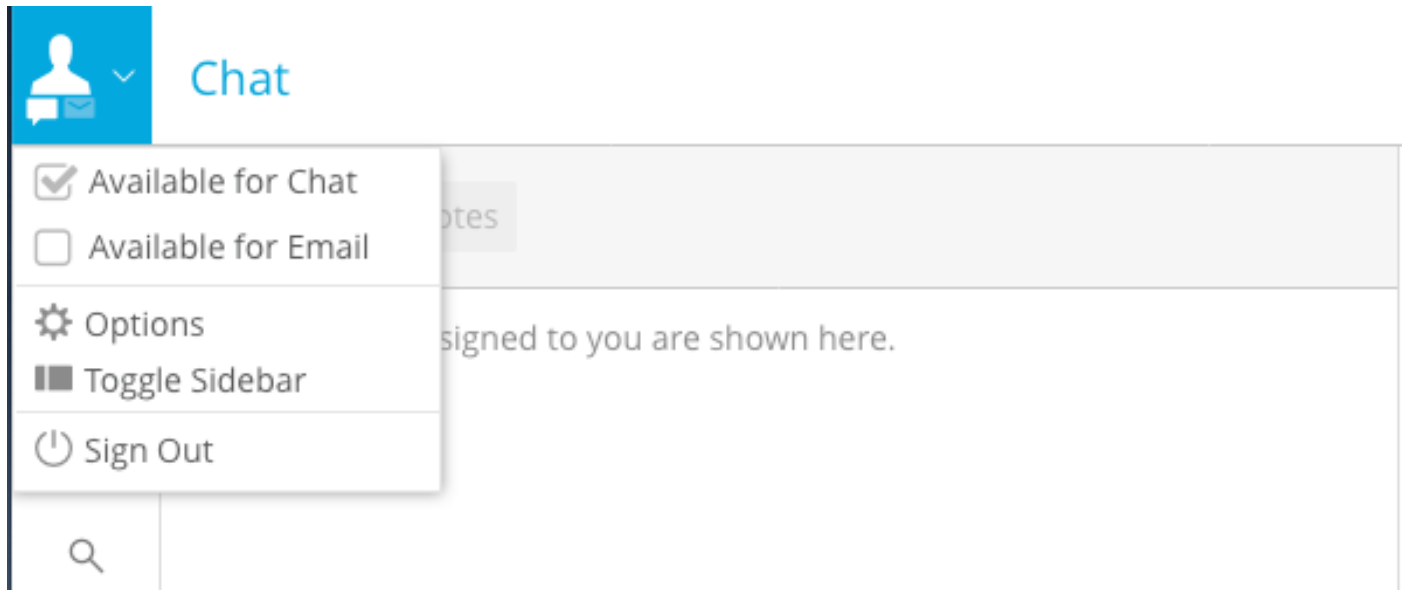 Chat
Available for Chat
Available for Email
Options
Toggle Sidebar
Sign Out
otes
signed to you are shown here.